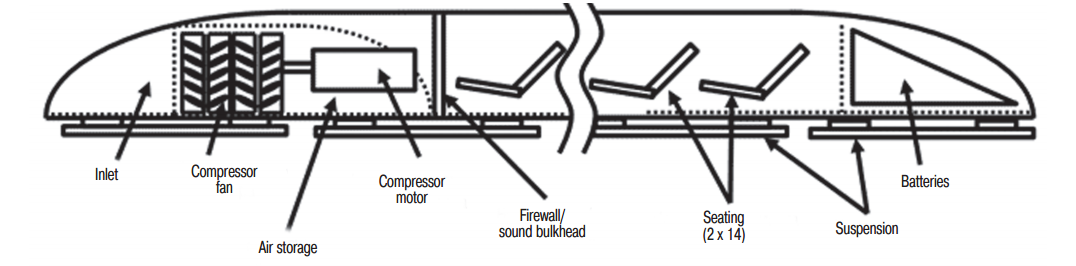 Inlet
Compressor
fan
Air storage
Compressor
motor
Firewall/
sound bulkhead
Seating
(2 x 14)
Suspension
Batteries